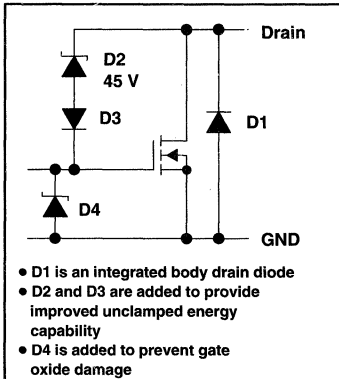 Drain
D2
45 V
D3
D1
D4
GND
• D1 is an integrated body drain diode
• D2 and D3 are added to provide
improved unclamped energy
capability
• D4 is added to prevent gate
oxide damage